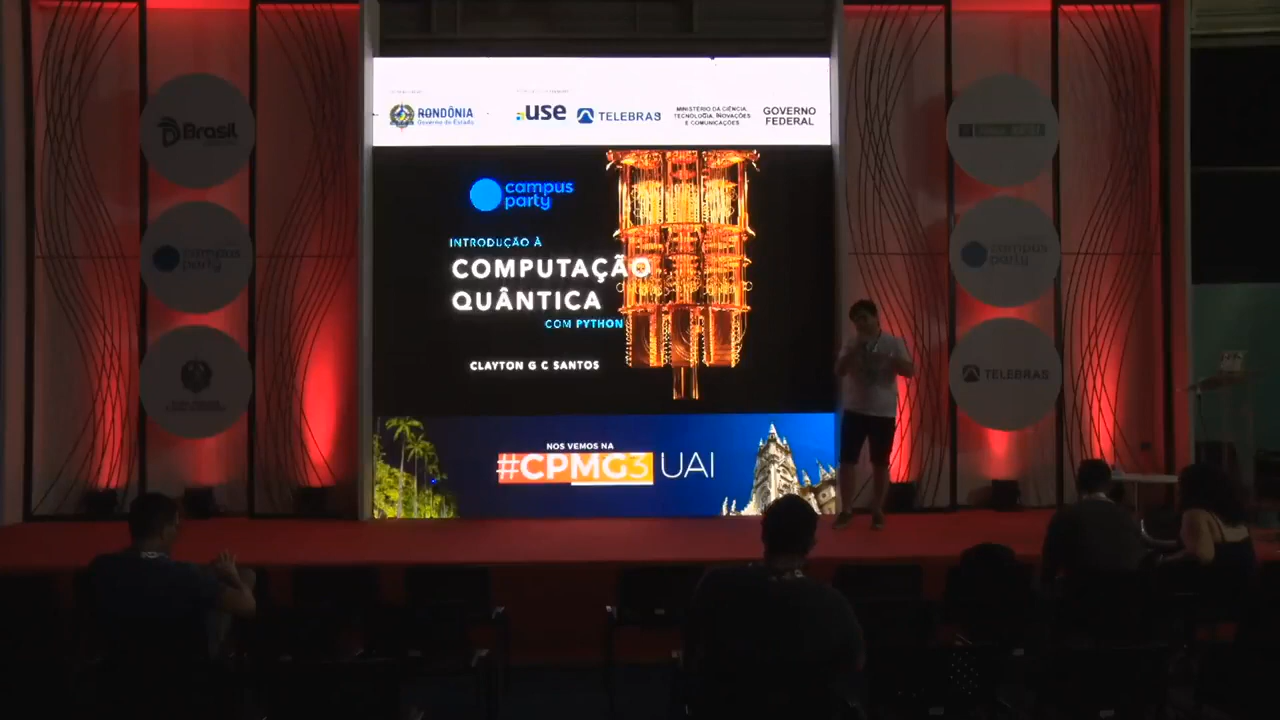 RONDÔNIA
Governo do Estado
use
TELEBRAS
MINISTÉRIO DA CIÊNCIA,
TECNOLOGIA, INOVAÇÕES
E COMUNICAÇÕES
GOVERNO
FEDERAL
campus
party
INTRODUÇÃO À
COMPUTAÇÃO
QUÂNTICA
COM PYTHON
CLAYTON G C SANTOS
NOS VEMOS NA
#CPMG3 UAI
Brasil
campus
party
campus
party
TELEBRAS